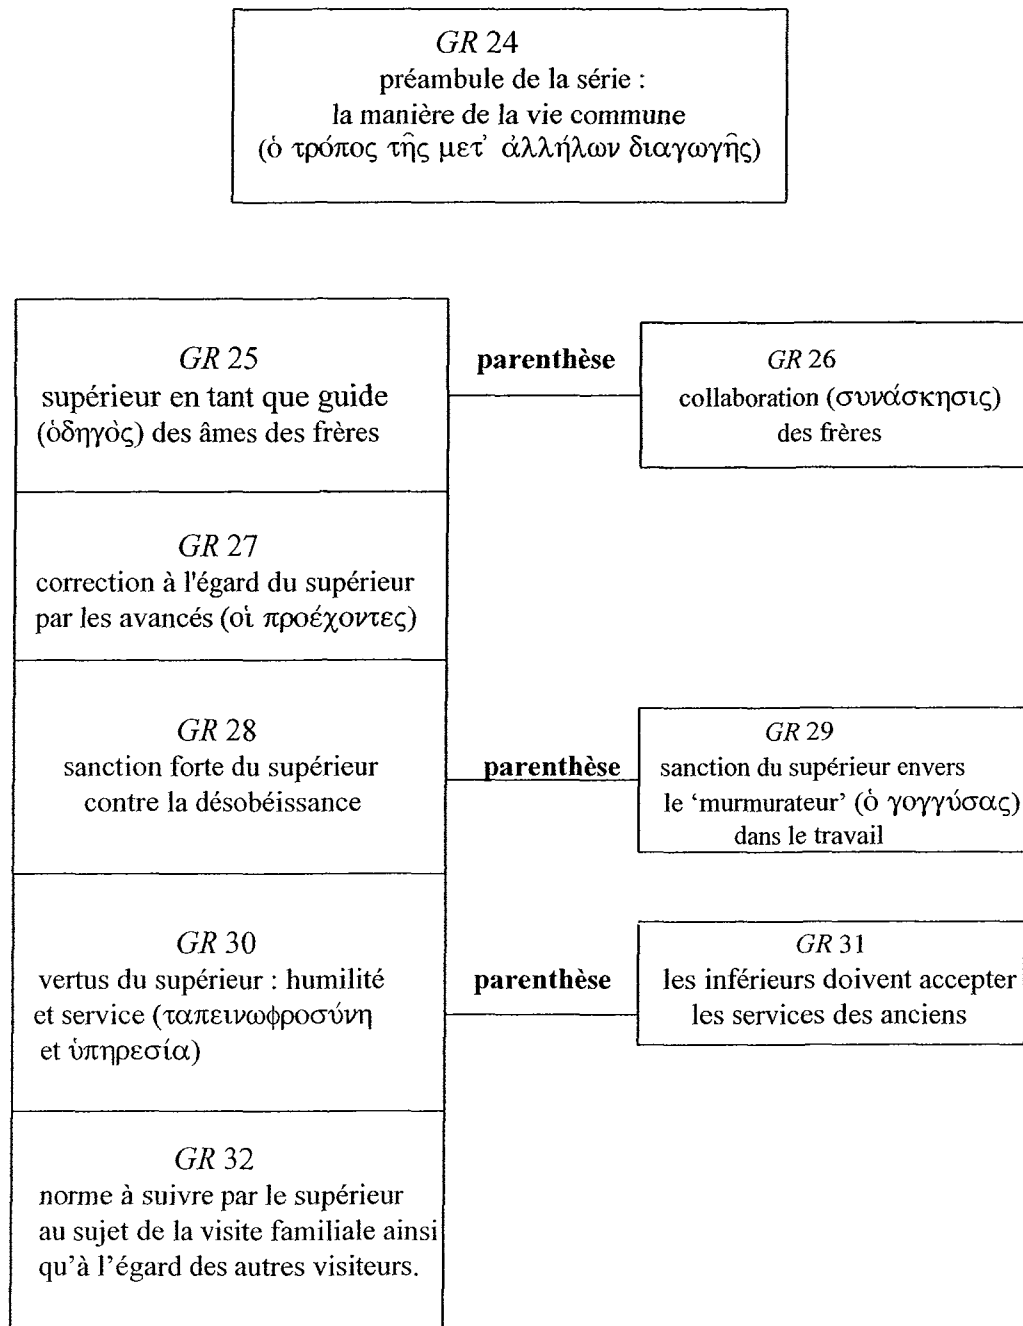 GR 24
préambule de la série :
la manière de la vie commune
(ὁ τρόπος τῆς μετ’ ἀλλήλων διαγωγῆς)
GR 25
supérieur en tant que guide
(ὁδηγὸς) des âmes des frères
parenthèse
GR 26
collaboration (συνάσκησις)
des frères
GR 27
correction à l'égard du supérieur
par les avancés (οἱ προέχοντες)
GR 28
sanction forte du supérieur
contre la désobéissance
parenthèse
GR 29
sanction du supérieur envers
le ‘murmurateur’ (ὁ γογγύσας)
dans le travail
GR 30
vertus du supérieur : humilité
et service (ταπεινωφροσύνη
et ὑπηρεσία)
parenthèse
GR 31
les inférieurs doivent accepter
les services des anciens
GR 32
norme à suivre par le supérieur
au sujet de la visite familiale ainsi
qu’à l’égard des autres visiteurs.